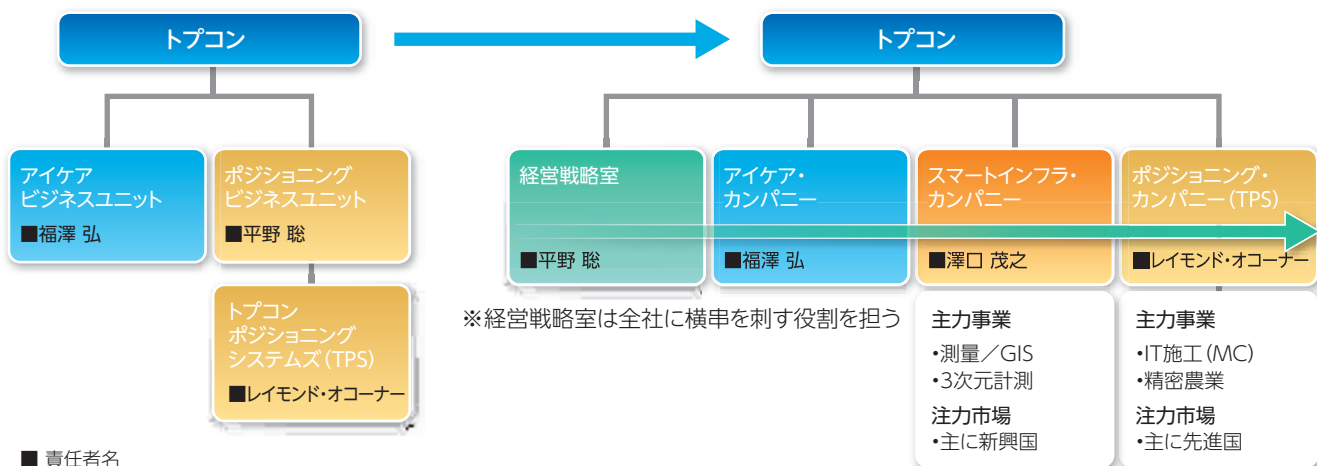 トプコン
アイケア
ビジネスユニット
■福澤 弘
ポジショニング
ビジネスユニット
■平野 聡
トプコン
ポジショニング
システムズ(TPS)
■レイモンド・オコーナー
■ 責任者名
トプコン
経営戦略室
■平野 聡
アイケア・
カンパニー
■福澤 弘
スマートインフラ・
カンパニー
■澤口 茂之
ポジショニング・
カンパニー(TPS)
■レイモンド・オコーナー
※経営戦略室は全社に横串を刺す役割を担う
主力事業
・測量／GIS
・3次元計測
注力市場
・主に新興国
主力事業
・IT施工(MC)
・精密農業
注力市場
・主に先進国